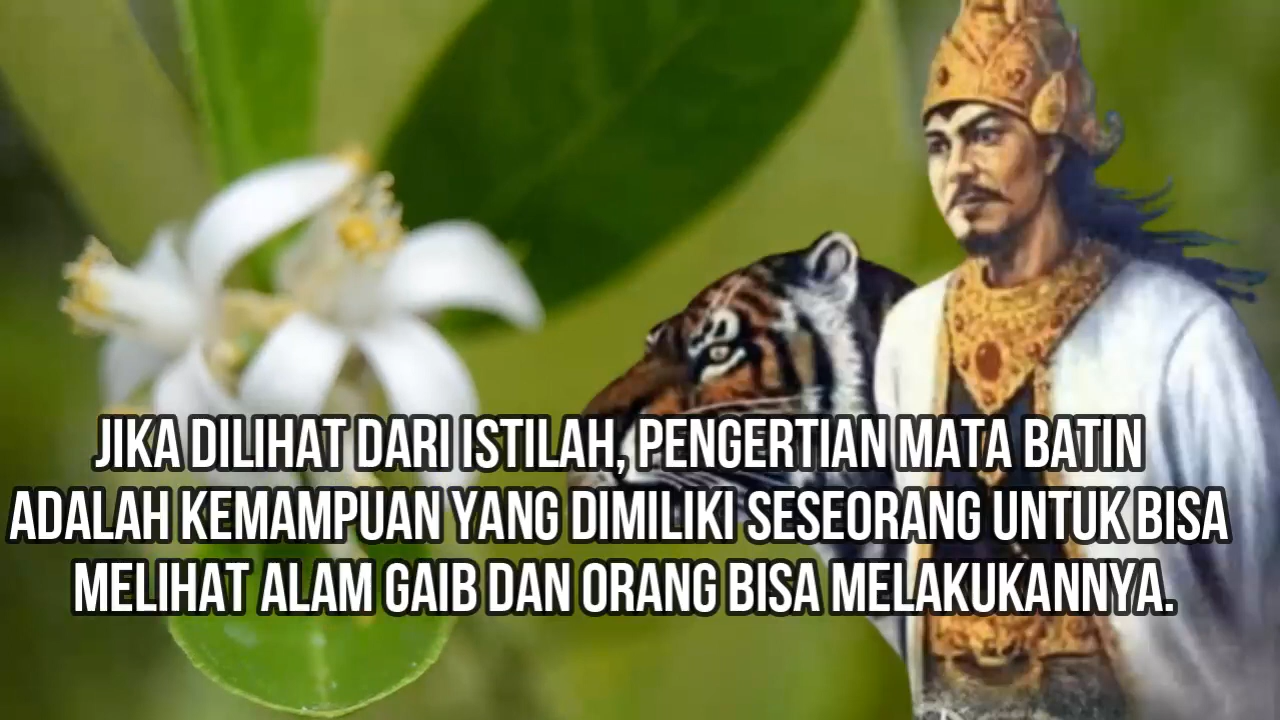 JIKA DILIHAT DARI ISTILAH, PENGERTIAN MATA BATIN
ADALAH KEMAMPUAN YANG DIMILIKI SESEORANG UNTUK BISA
MELIHAT ALAM GAIB DAN ORANG BISA MELAKUKANNYA.